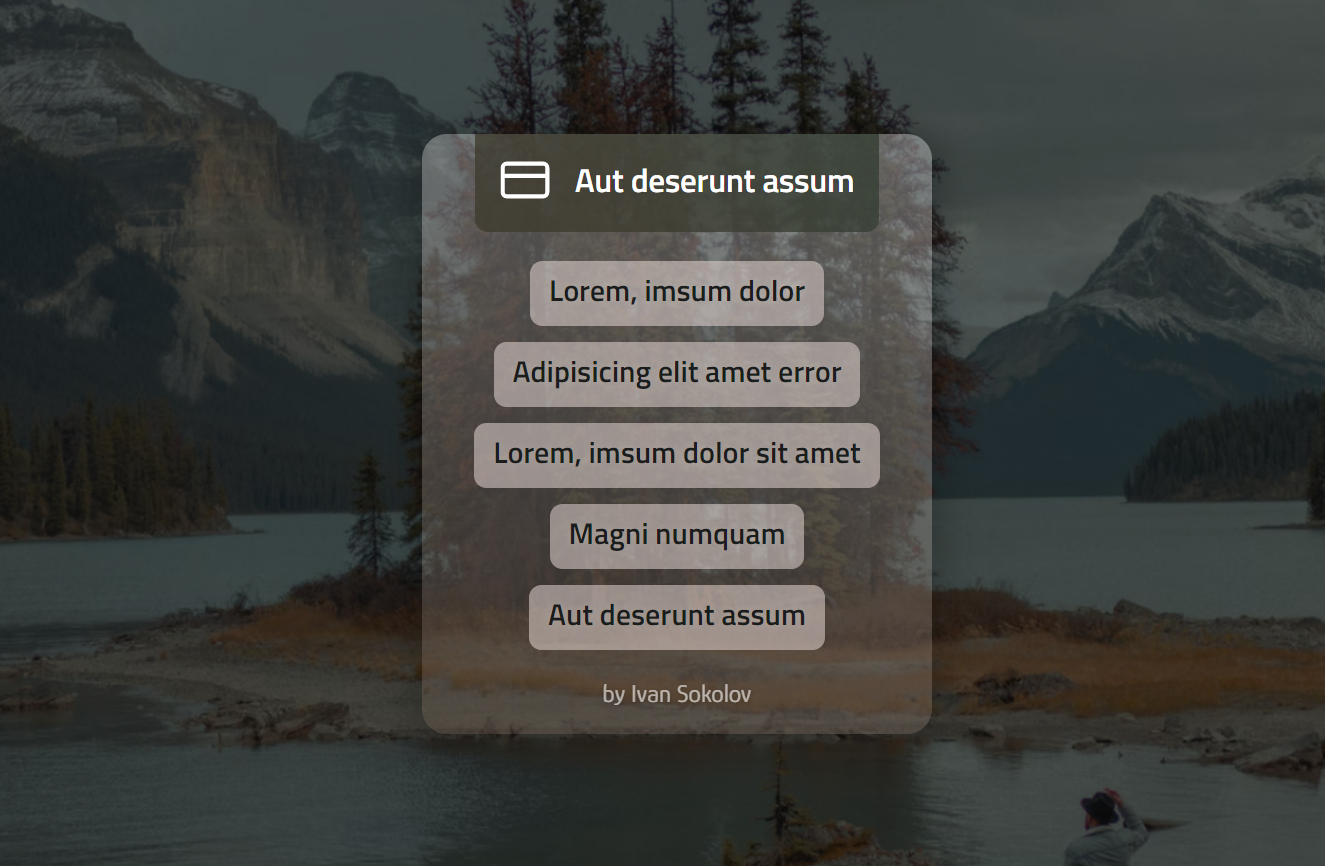 Aut deserunt assum
Lorem, imsum dolor
Adipisicing elit amet error
Lorem, imsum dolor sit amet
Magni numquam
Aut deserunt assum
by Ivan Sokolov